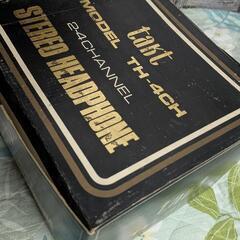 takt
MODEL TH-4CH
2/4CHANNEL
STEREO HEADPHONE